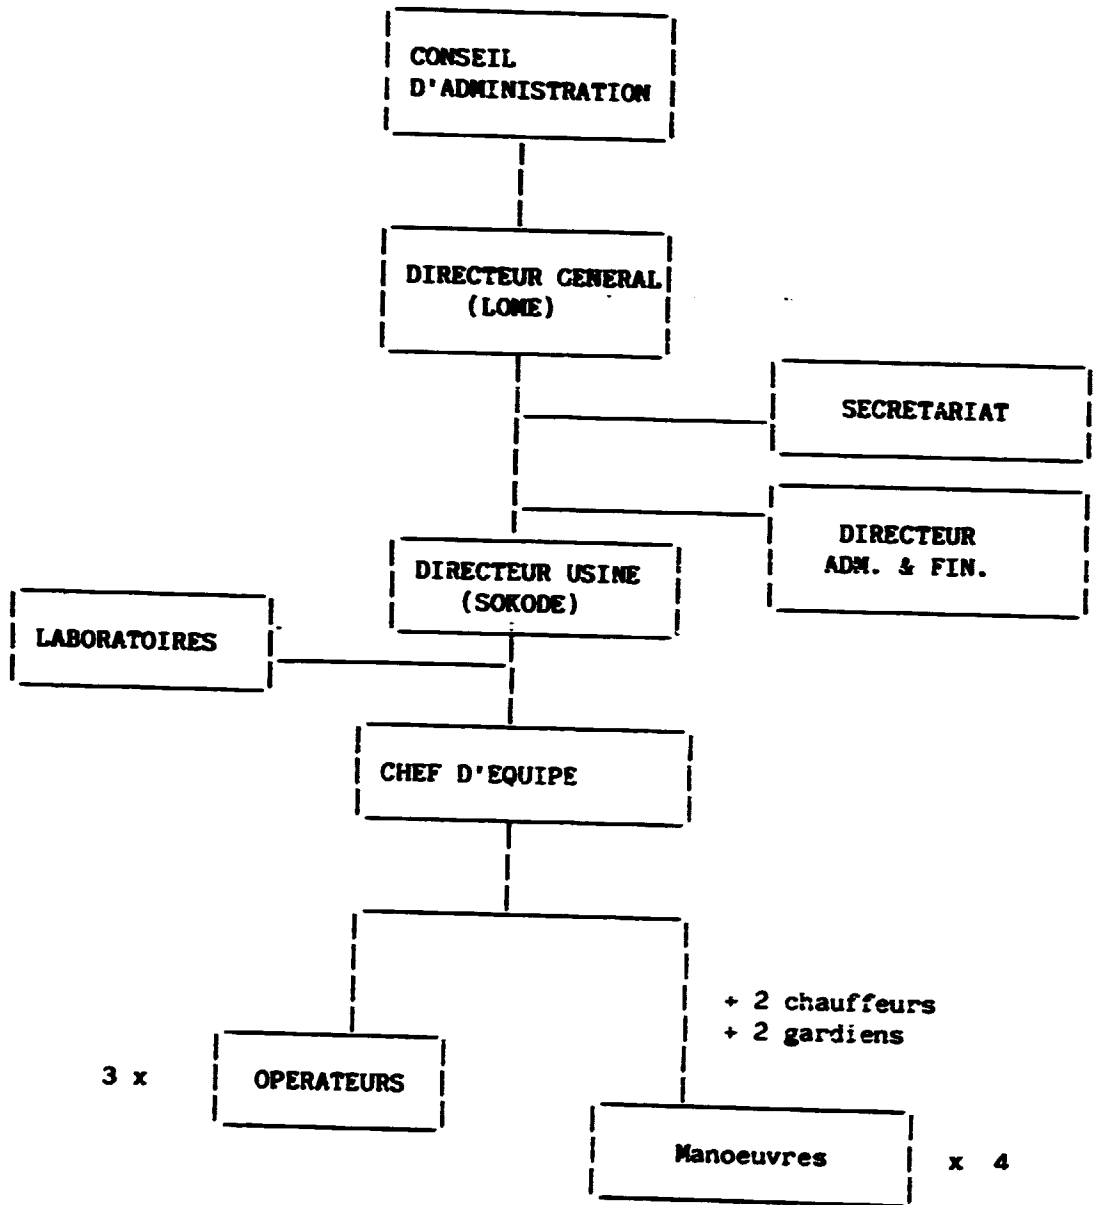 CONSEIL
D'ADMINISTRATION
DIRECTEUR GENERAL
(LOME)
SECRETARIAT
DIRECTEUR
ADM. & FIN.
DIRECTEUR USINE
(SOKODE)
LABORATOIRES
CHEF D'EQUIPE
+ 2 chauffeurs
+ 2 gardiens
3 x
OPERATEURS
Manoeuvres
x 4